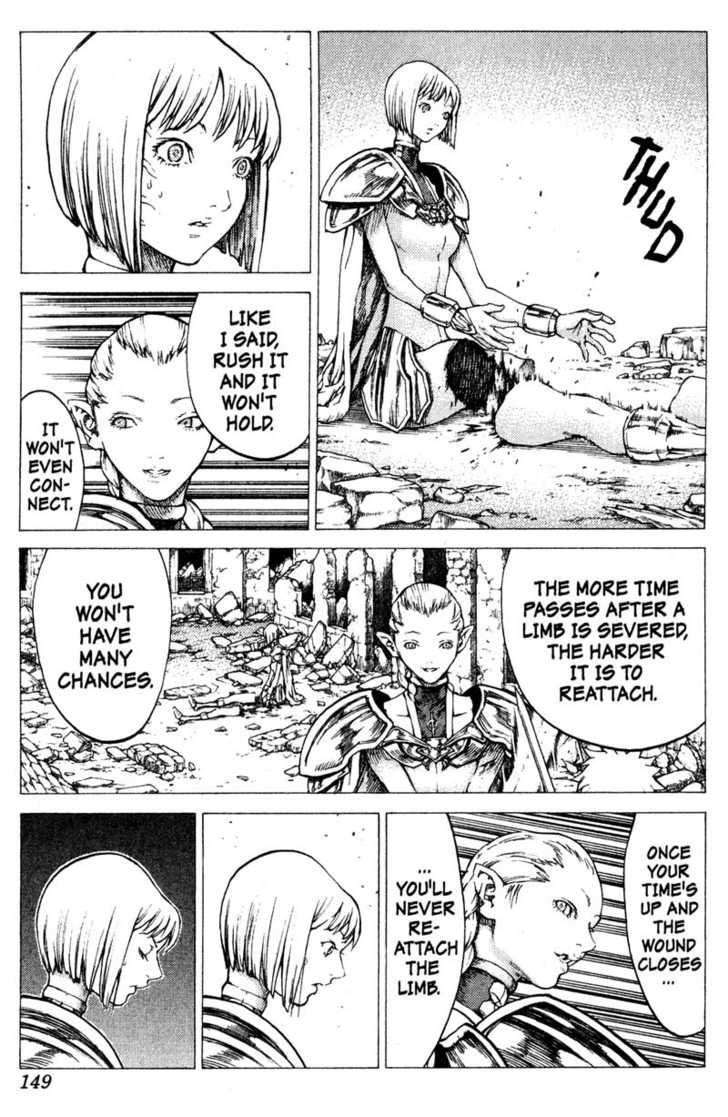 THUD
LIKE
I SAID,
RUSH IT
AND IT
WON'T
HOLD.
IT
WON'T
EVEN
CON-
NECT.
THE MORE TIME
PASSES AFTER A
LIMB IS SEVERED,
THE HARDER
IT IS TO
REATTACH.
YOU
WON'T
HAVE
MANY
CHANCES.
ONCE
YOUR
TIME'S
UP AND
THE
WOUND
CLOSES
...
...
YOU'LL
NEVER
RE-
ATTACH
THE
LIMB.
149